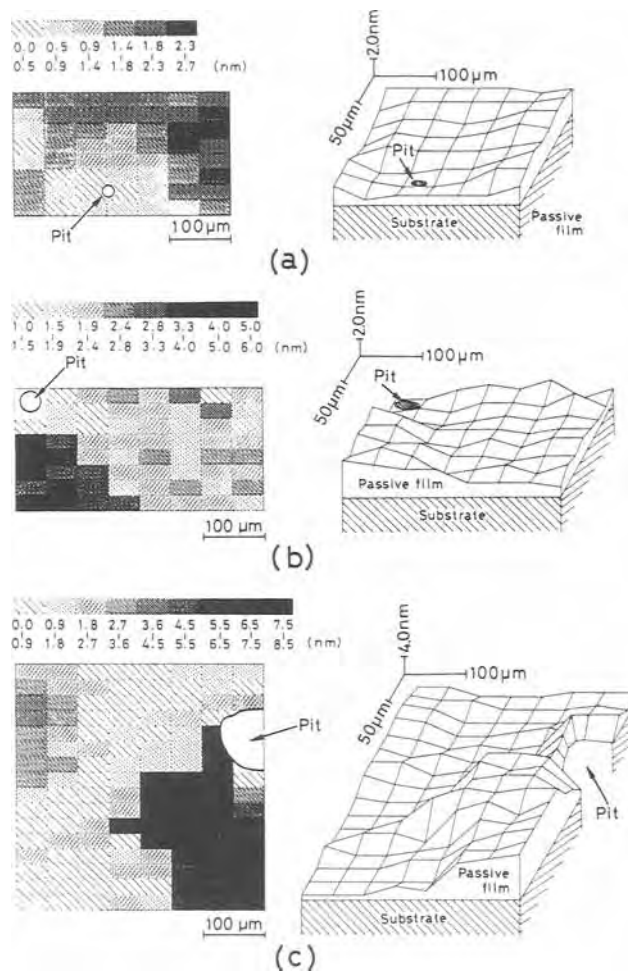 0.0 0.5 0.9 1.4 1.8 2.3
0.5 0.9 1.4 1.8 2.3 2.7 (nm)
Pit
100μm
2.0nm
100μm
50μm
Pit
Substrate
Passive
film
(a)
1.0 1.5 1.9 2.4 2.8 3.3 4.0 5.0
1.5 1.9 2.4 2.8 3.3 4.0 5.0 6.0 (nm)
Pit
100 μm
2.0nm
100μm
50μm
Pit
Passive film
Substrate
(b)
0.0 0.9 1.8 2.7 3.6 4.5 5.5 6.5 7.5
0.9 1.8 2.7 3.6 4.5 5.5 6.5 7.5 8.5 (nm)
Pit
100 μm
4.0nm
100μm
50μm
Pit
Passive
film
Substrate
(c)